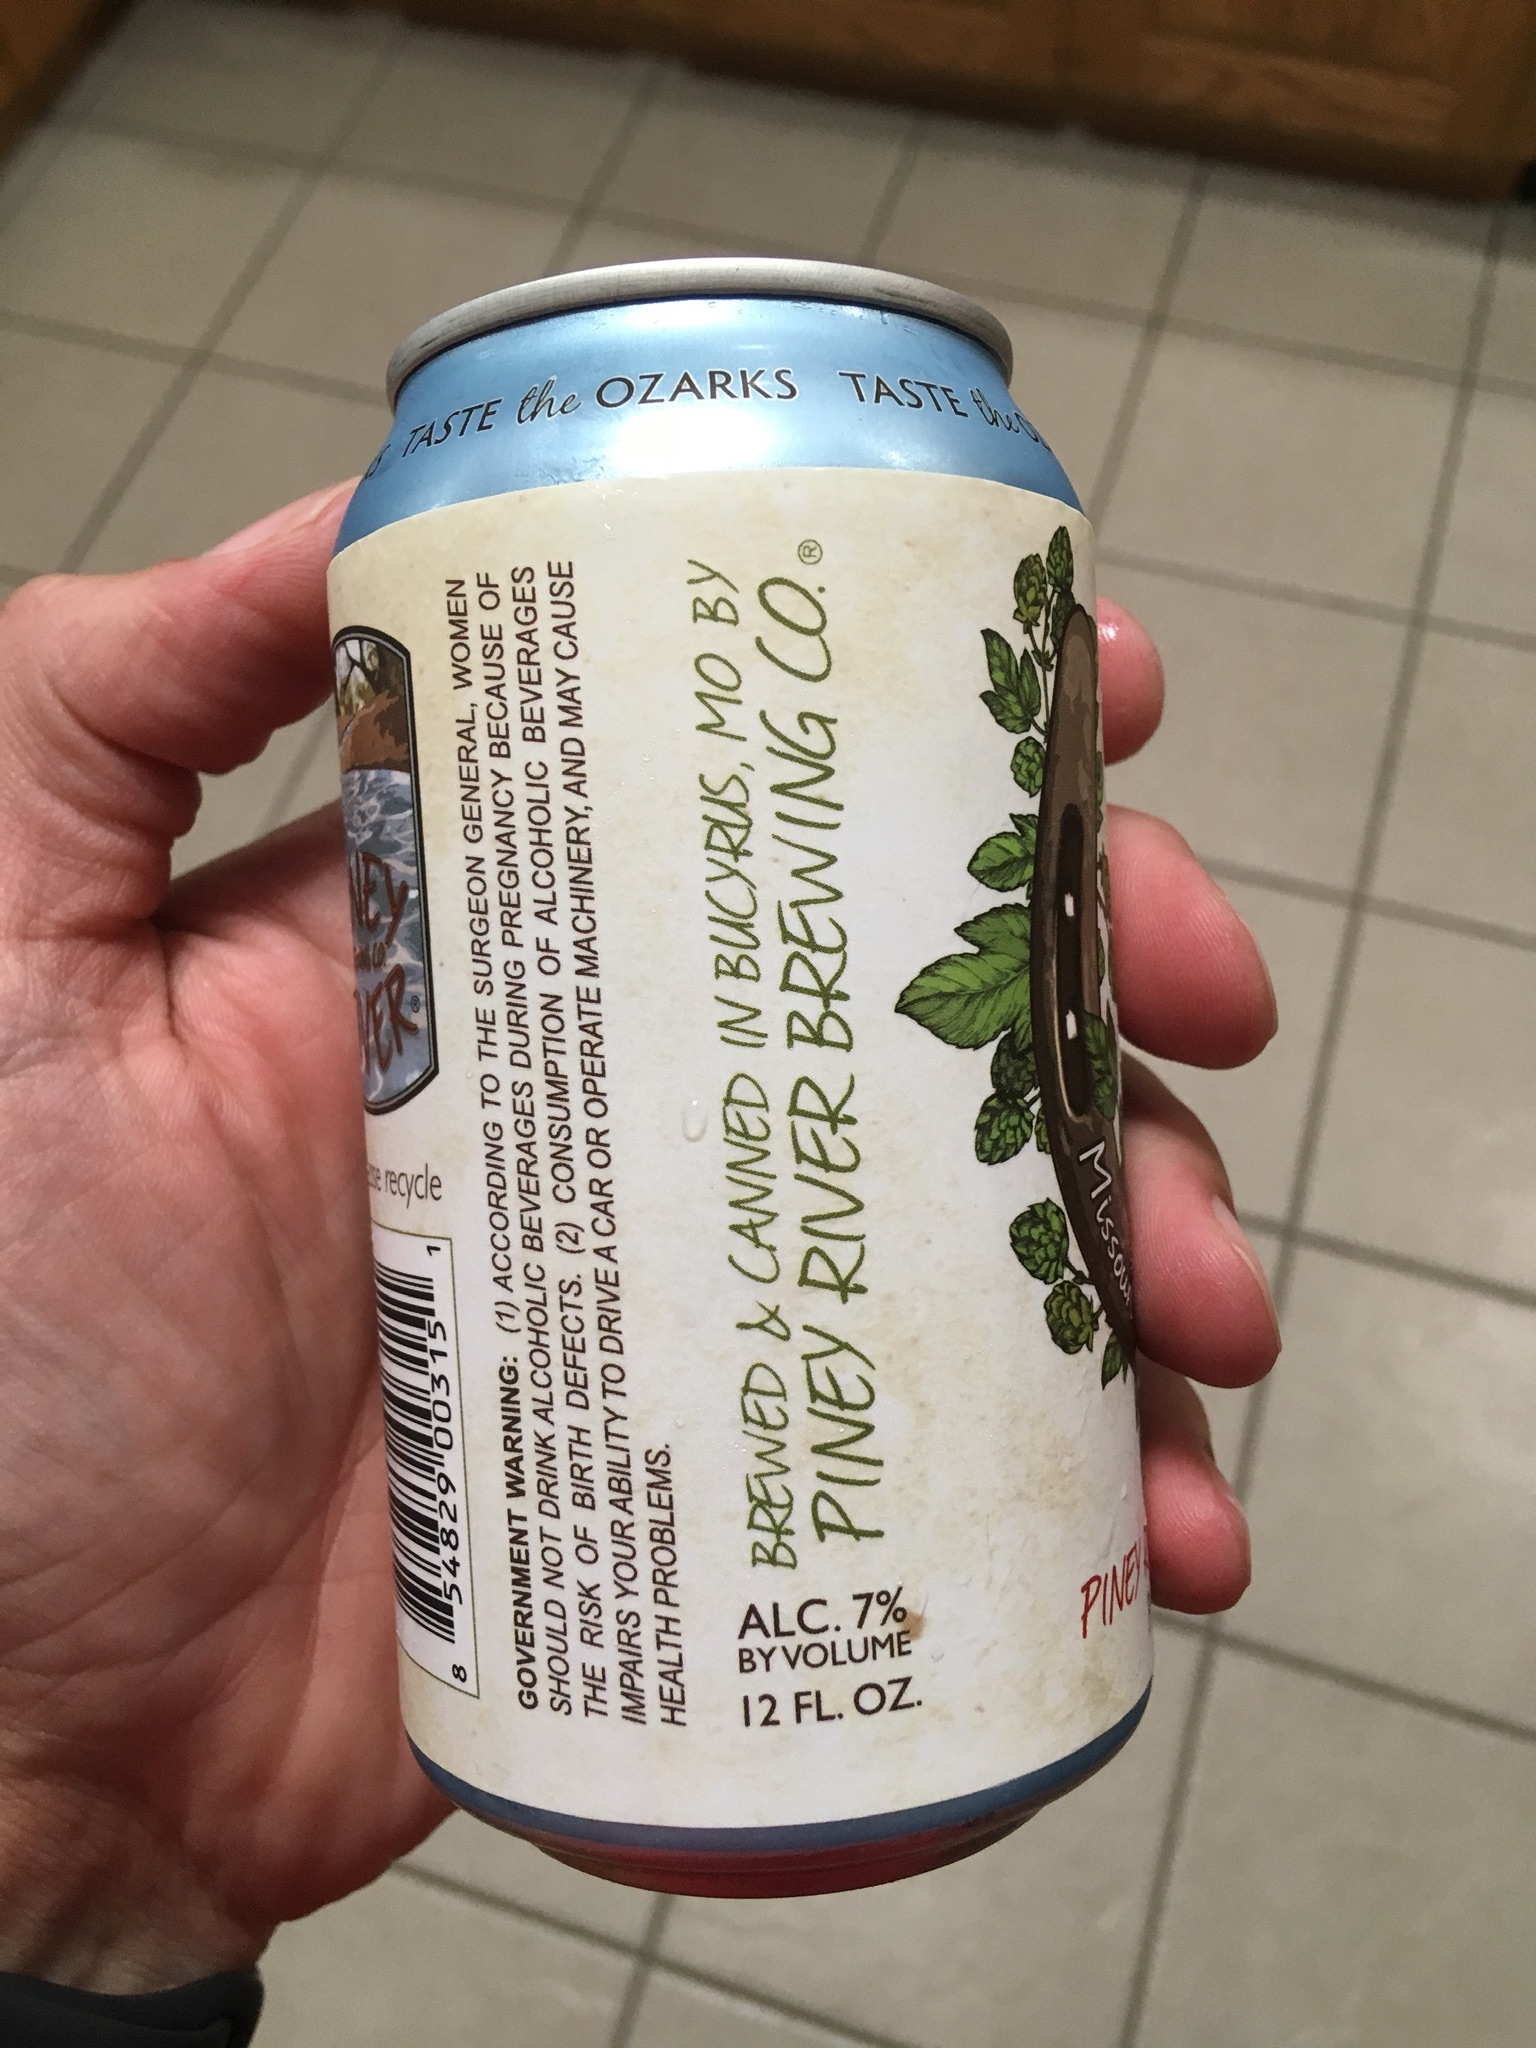 TASTE the OZARKS TASTE the
recycle
8 54829 00315 1
GOVERNMENT WARNING: (1) ACCORDING TO THE SURGEON GENERAL, WOMEN
SHOULD NOT DRINK ALCOHOLIC BEVERAGES DURING PREGNANCY BECAUSE OF
THE RISK OF BIRTH DEFECTS. (2) CONSUMPTION OF ALCOHOLIC BEVERAGES
IMPAIRS YOUR ABILITY TO DRIVE A CAR OR OPERATE MACHINERY, AND MAY CAUSE
HEALTH PROBLEMS.
BREWED & CANNED IN BUCYRUS, MO BY
PINEY RIVER BREWING CO.®
ALC. 7%
BY VOLUME
12 FL. OZ.
PINEY